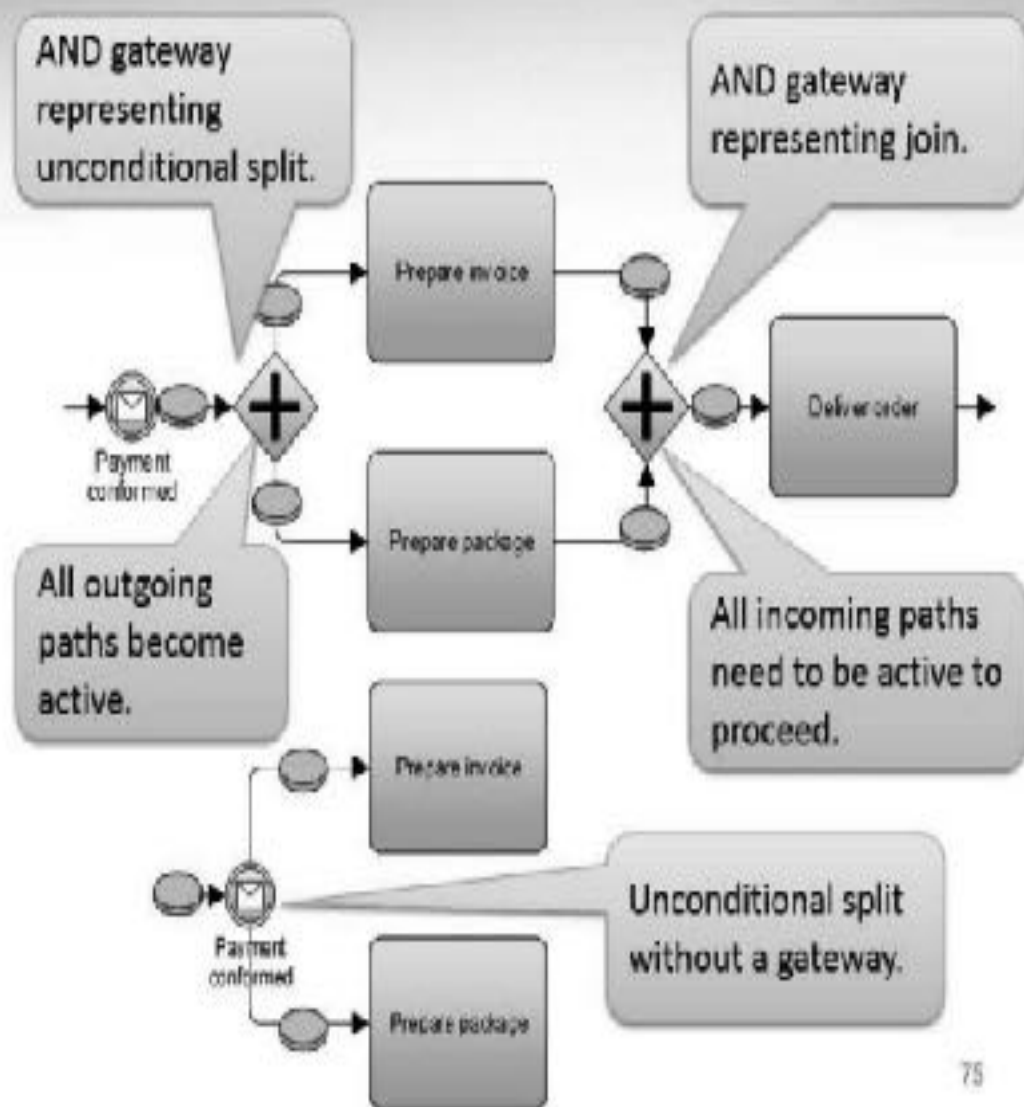 AND gateway
representing
unconditional split.
AND gateway
representing join.
Prepare invoice
Payment
conformed
Deliver order
Prepare package
All outgoing
paths become
active.
All incoming paths
need to be active to
proceed.
Prepare invoice
Payment
conformed
Unconditional split
without a gateway.
Prepare package
75